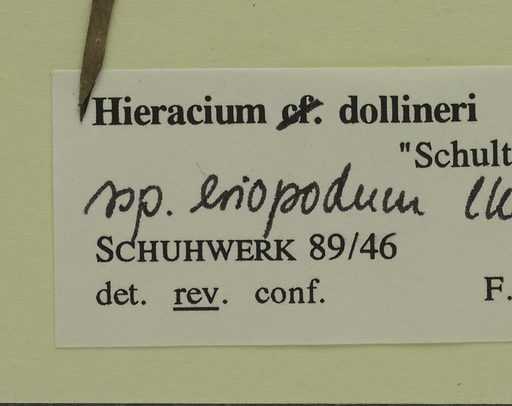 Hieracium cf. dollineri
"Schult
ssp. eriopodum
SCHUHWERK 89/46
det. rev. conf. F.